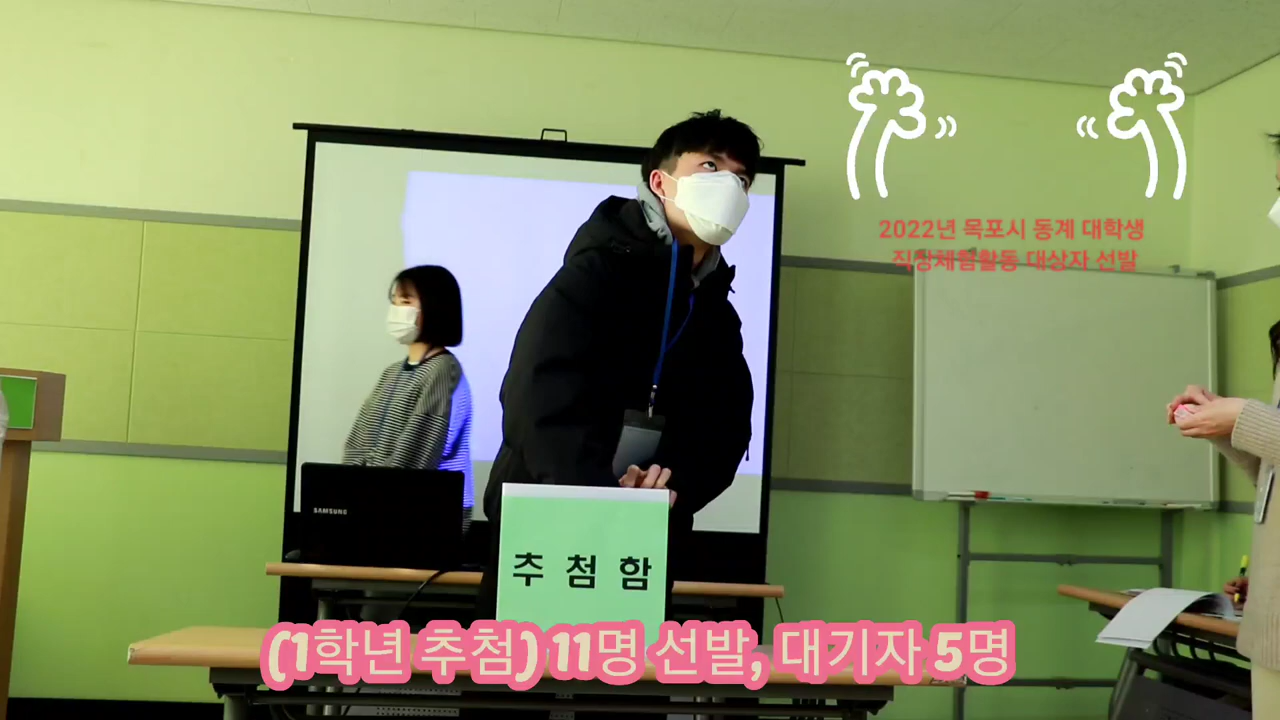 2022년 목포시 동계 대학생
직장체험활동 대상자 선발
SAMSUNG
추첨함
(1학년 추첨) 11명 선발, 대기자 5명